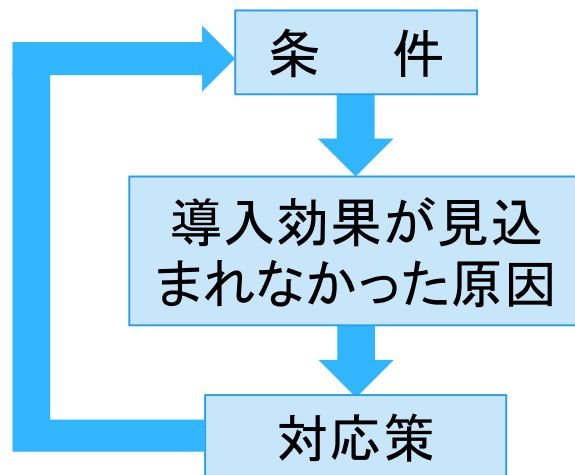 条　件
導入効果が見込
まれなかった原因
対応策